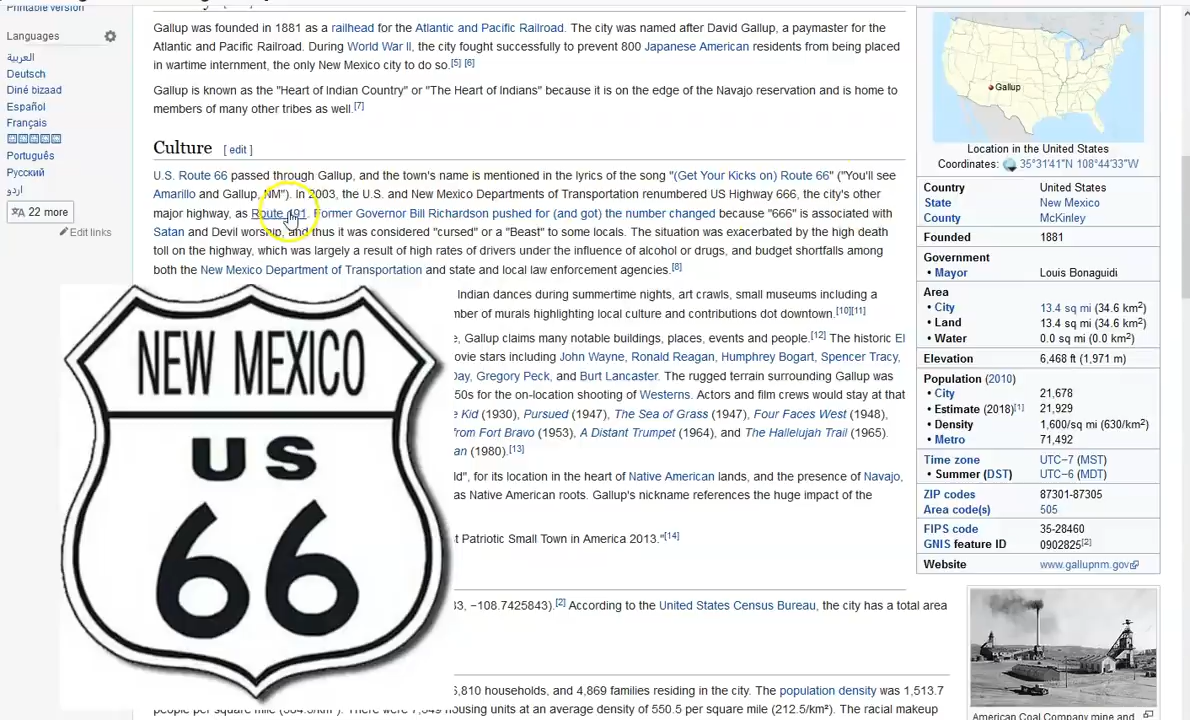 Printable version
Languages
العربية
Deutsch
Diné bizaad
Español
Français
Português
Русский
اردو
22 more
Edit links
Gallup was founded in 1881 as a railhead for the Atlantic and Pacific Railroad. The city was named after David Gallup, a paymaster for the
Atlantic and Pacific Railroad. During World War II, the city fought successfully to prevent 800 Japanese American residents from being placed
in wartime internment, the only New Mexico city to do so.[5] [6]
Gallup is known as the "Heart of Indian Country" or "The Heart of Indians" because it is on the edge of the Navajo reservation and is home to
members of many other tribes as well.[7]
Culture [ edit ]
U.S. Route 66 passed through Gallup, and the town's name is mentioned in the lyrics of the song "(Get Your Kicks on) Route 66" ("You'll see
Amarillo and Gallup, NM"). In 2003, the U.S. and New Mexico Departments of Transportation renumbered US Highway 666, the city's other
major highway, as Route 491. Former Governor Bill Richardson pushed for (and got) the number changed because "666" is associated with
Satan and Devil worship, and thus it was considered "cursed" or a "Beast" to some locals. The situation was exacerbated by the high death
toll on the highway, which was largely a result of high rates of drivers under the influence of alcohol or drugs, and budget shortfalls among
both the New Mexico Department of Transportation and state and local law enforcement agencies.[8]
Indian dances during summertime nights, art crawls, small museums including a
mber of murals highlighting local culture and contributions dot downtown.[10][11]
e, Gallup claims many notable buildings, places, events and people.[12] The historic El
ovie stars including John Wayne, Ronald Reagan, Humphrey Bogart, Spencer Tracy,
Day, Gregory Peck, and Burt Lancaster. The rugged terrain surrounding Gallup was
50s for the on-location shooting of Westerns. Actors and film crews would stay at that
e Kid (1930), Pursued (1947), The Sea of Grass (1947), Four Faces West (1948),
from Fort Bravo (1953), A Distant Trumpet (1964), and The Hallelujah Trail (1965).
an (1980).[13]
ld", for its location in the heart of Native American lands, and the presence of Navajo,
as Native American roots. Gallup's nickname references the huge impact of the
t Patriotic Small Town in America 2013."[14]
33, −108.7425843).[2] According to the United States Census Bureau, the city has a total area
6,810 households, and 4,869 families residing in the city. The population density was 1,513.7
people per square mile housing units at an average density of 550.5 per square mile (212.5/km²). The racial makeup
NEW MEXICO
US
66
Gallup
Location in the United States
Coordinates: 35°31′41″N 108°44′33″W
Country United States
State New Mexico
County McKinley
Founded 1881
Government
• Mayor Louis Bonaguidi
Area
• City 13.4 sq mi (34.6 km²)
• Land 13.4 sq mi (34.6 km²)
• Water 0.0 sq mi (0.0 km²)
Elevation 6,468 ft (1,971 m)
Population (2010)
• City 21,678
• Estimate (2018)[1] 21,929
• Density 1,600/sq mi (630/km²)
• Metro 71,492
Time zone UTC−7 (MST)
• Summer (DST) UTC−6 (MDT)
ZIP codes 87301-87305
Area code(s) 505
FIPS code 35-28460
GNIS feature ID 0902825[2]
Website www.gallupnm.gov
American Coal Company mine and